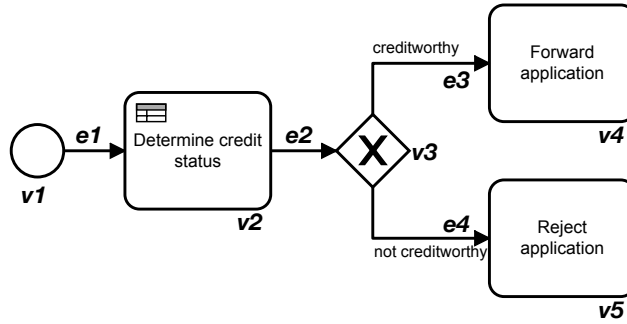 creditworthy
Forward
application
e3
v4
e1
Determine credit
status
e2
X
v3
v1
v2
e4
not creditworthy
Reject
application
v5